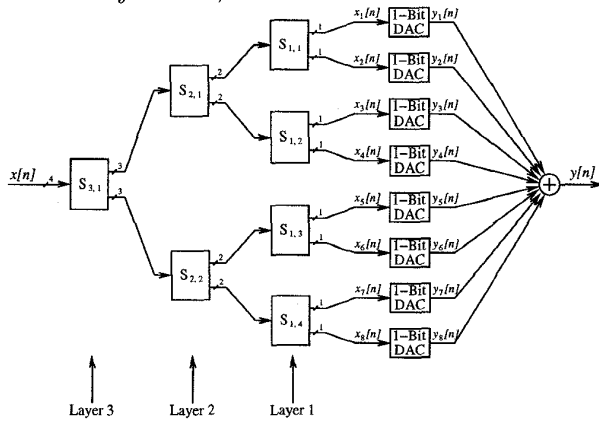 x[n]
4
S3,1
3
3
S2,1
2
2
S2,2
2
2
S1,1
1
1
S1,2
1
1
S1,3
1
1
S1,4
1
1
x1[n]
1-Bit
DAC
y1[n]
x2[n]
1-Bit
DAC
y2[n]
x3[n]
1-Bit
DAC
y3[n]
x4[n]
1-Bit
DAC
y4[n]
x5[n]
1-Bit
DAC
y5[n]
x6[n]
1-Bit
DAC
y6[n]
x7[n]
1-Bit
DAC
y7[n]
x8[n]
1-Bit
DAC
y8[n]
+
y[n]
Layer 3
Layer 2
Layer 1